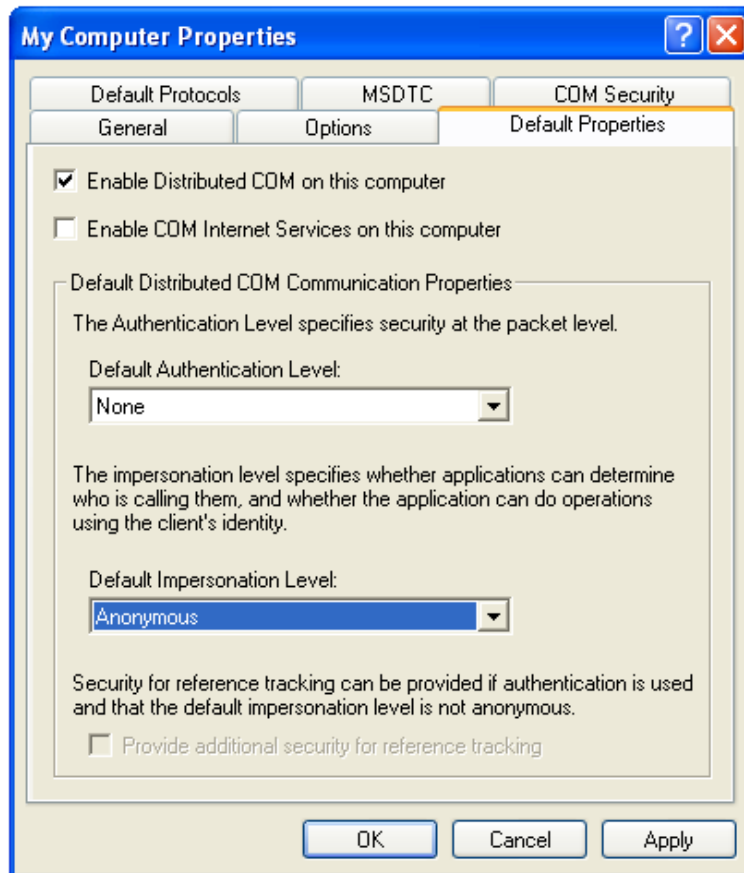 My Computer Properties
Default Protocols
MSDTC
COM Security
General
Options
Default Properties
Enable Distributed COM on this computer
Enable COM Internet Services on this computer
Default Distributed COM Communication Properties
The Authentication Level specifies security at the packet level.
Default Authentication Level:
None
The impersonation level specifies whether applications can determine
who is calling them, and whether the application can do operations
using the client's identity.
Default Impersonation Level:
Anonymous
Security for reference tracking can be provided if authentication is used
and that the default impersonation level is not anonymous.
Provide additional security for reference tracking
OK
Cancel
Apply